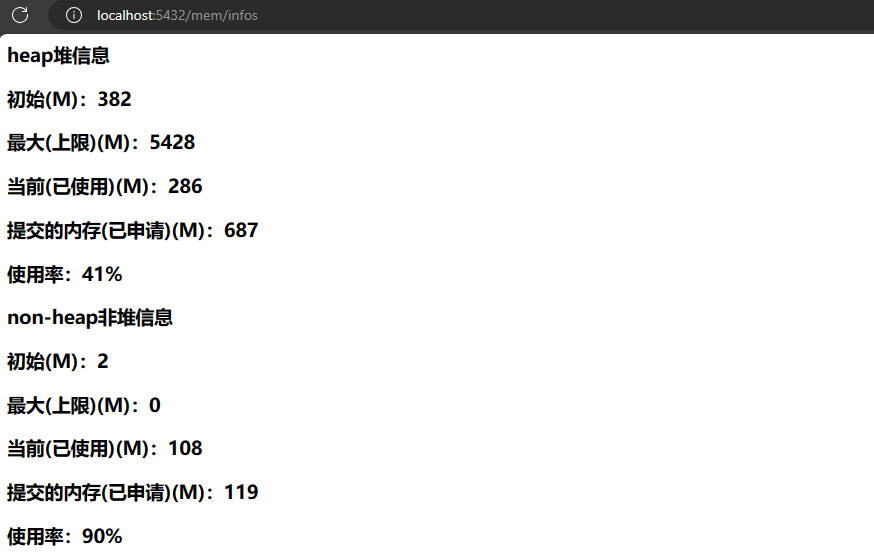 localhost:5432/mem/infos
heap堆信息
初始(M)：382
最大(上限)(M)：5428
当前(已使用)(M)：286
提交的内存(已申请)(M)：687
使用率：41%
non-heap非堆信息
初始(M)：2
最大(上限)(M)：0
当前(已使用)(M)：108
提交的内存(已申请)(M)：119
使用率：90%